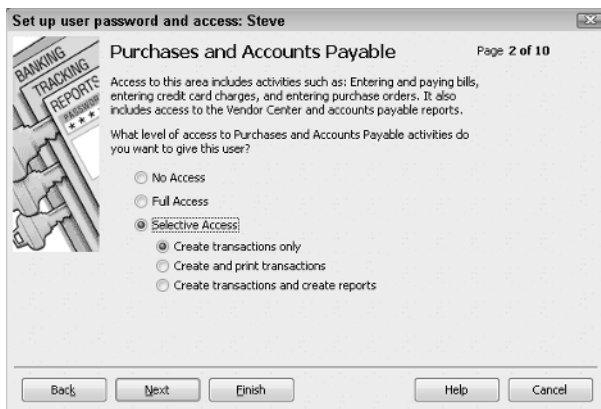 Set up user password and access: Steve
BANKING
TRACKING
REPORTS
PASSWORD
****
Purchases and Accounts Payable
Page 2 of 10
Access to this area includes activities such as: Entering and paying bills,
entering credit card charges, and entering purchase orders. It also
includes access to the Vendor Center and accounts payable reports.
What level of access to Purchases and Accounts Payable activities do
you want to give this user?
No Access
Full Access
Selective Access
Create transactions only
Create and print transactions
Create transactions and create reports
Back
Next
Finish
Help
Cancel